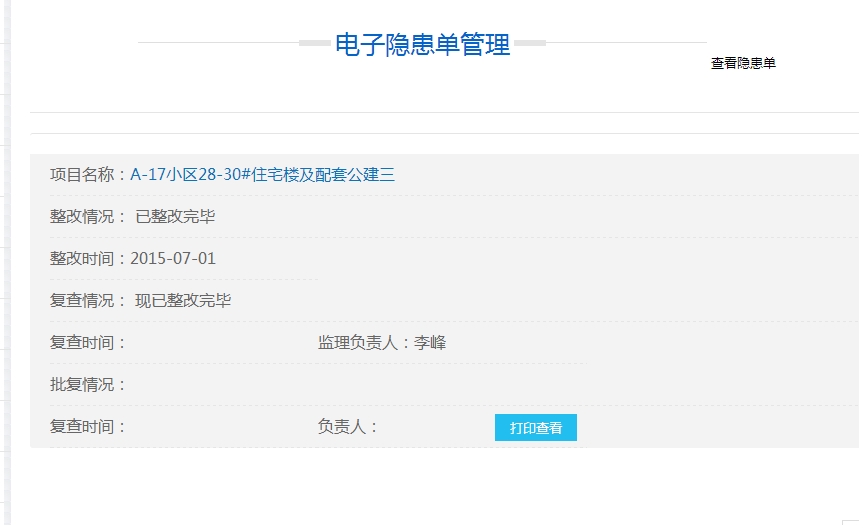 电子隐患单管理
查看隐患单
项目名称：A-17小区28-30#住宅楼及配套公建三
整改情况： 已整改完毕
整改时间：2015-07-01
复查情况： 现已整改完毕
复查时间： 监理负责人：李峰
批复情况：
复查时间： 负责人： 打印查看